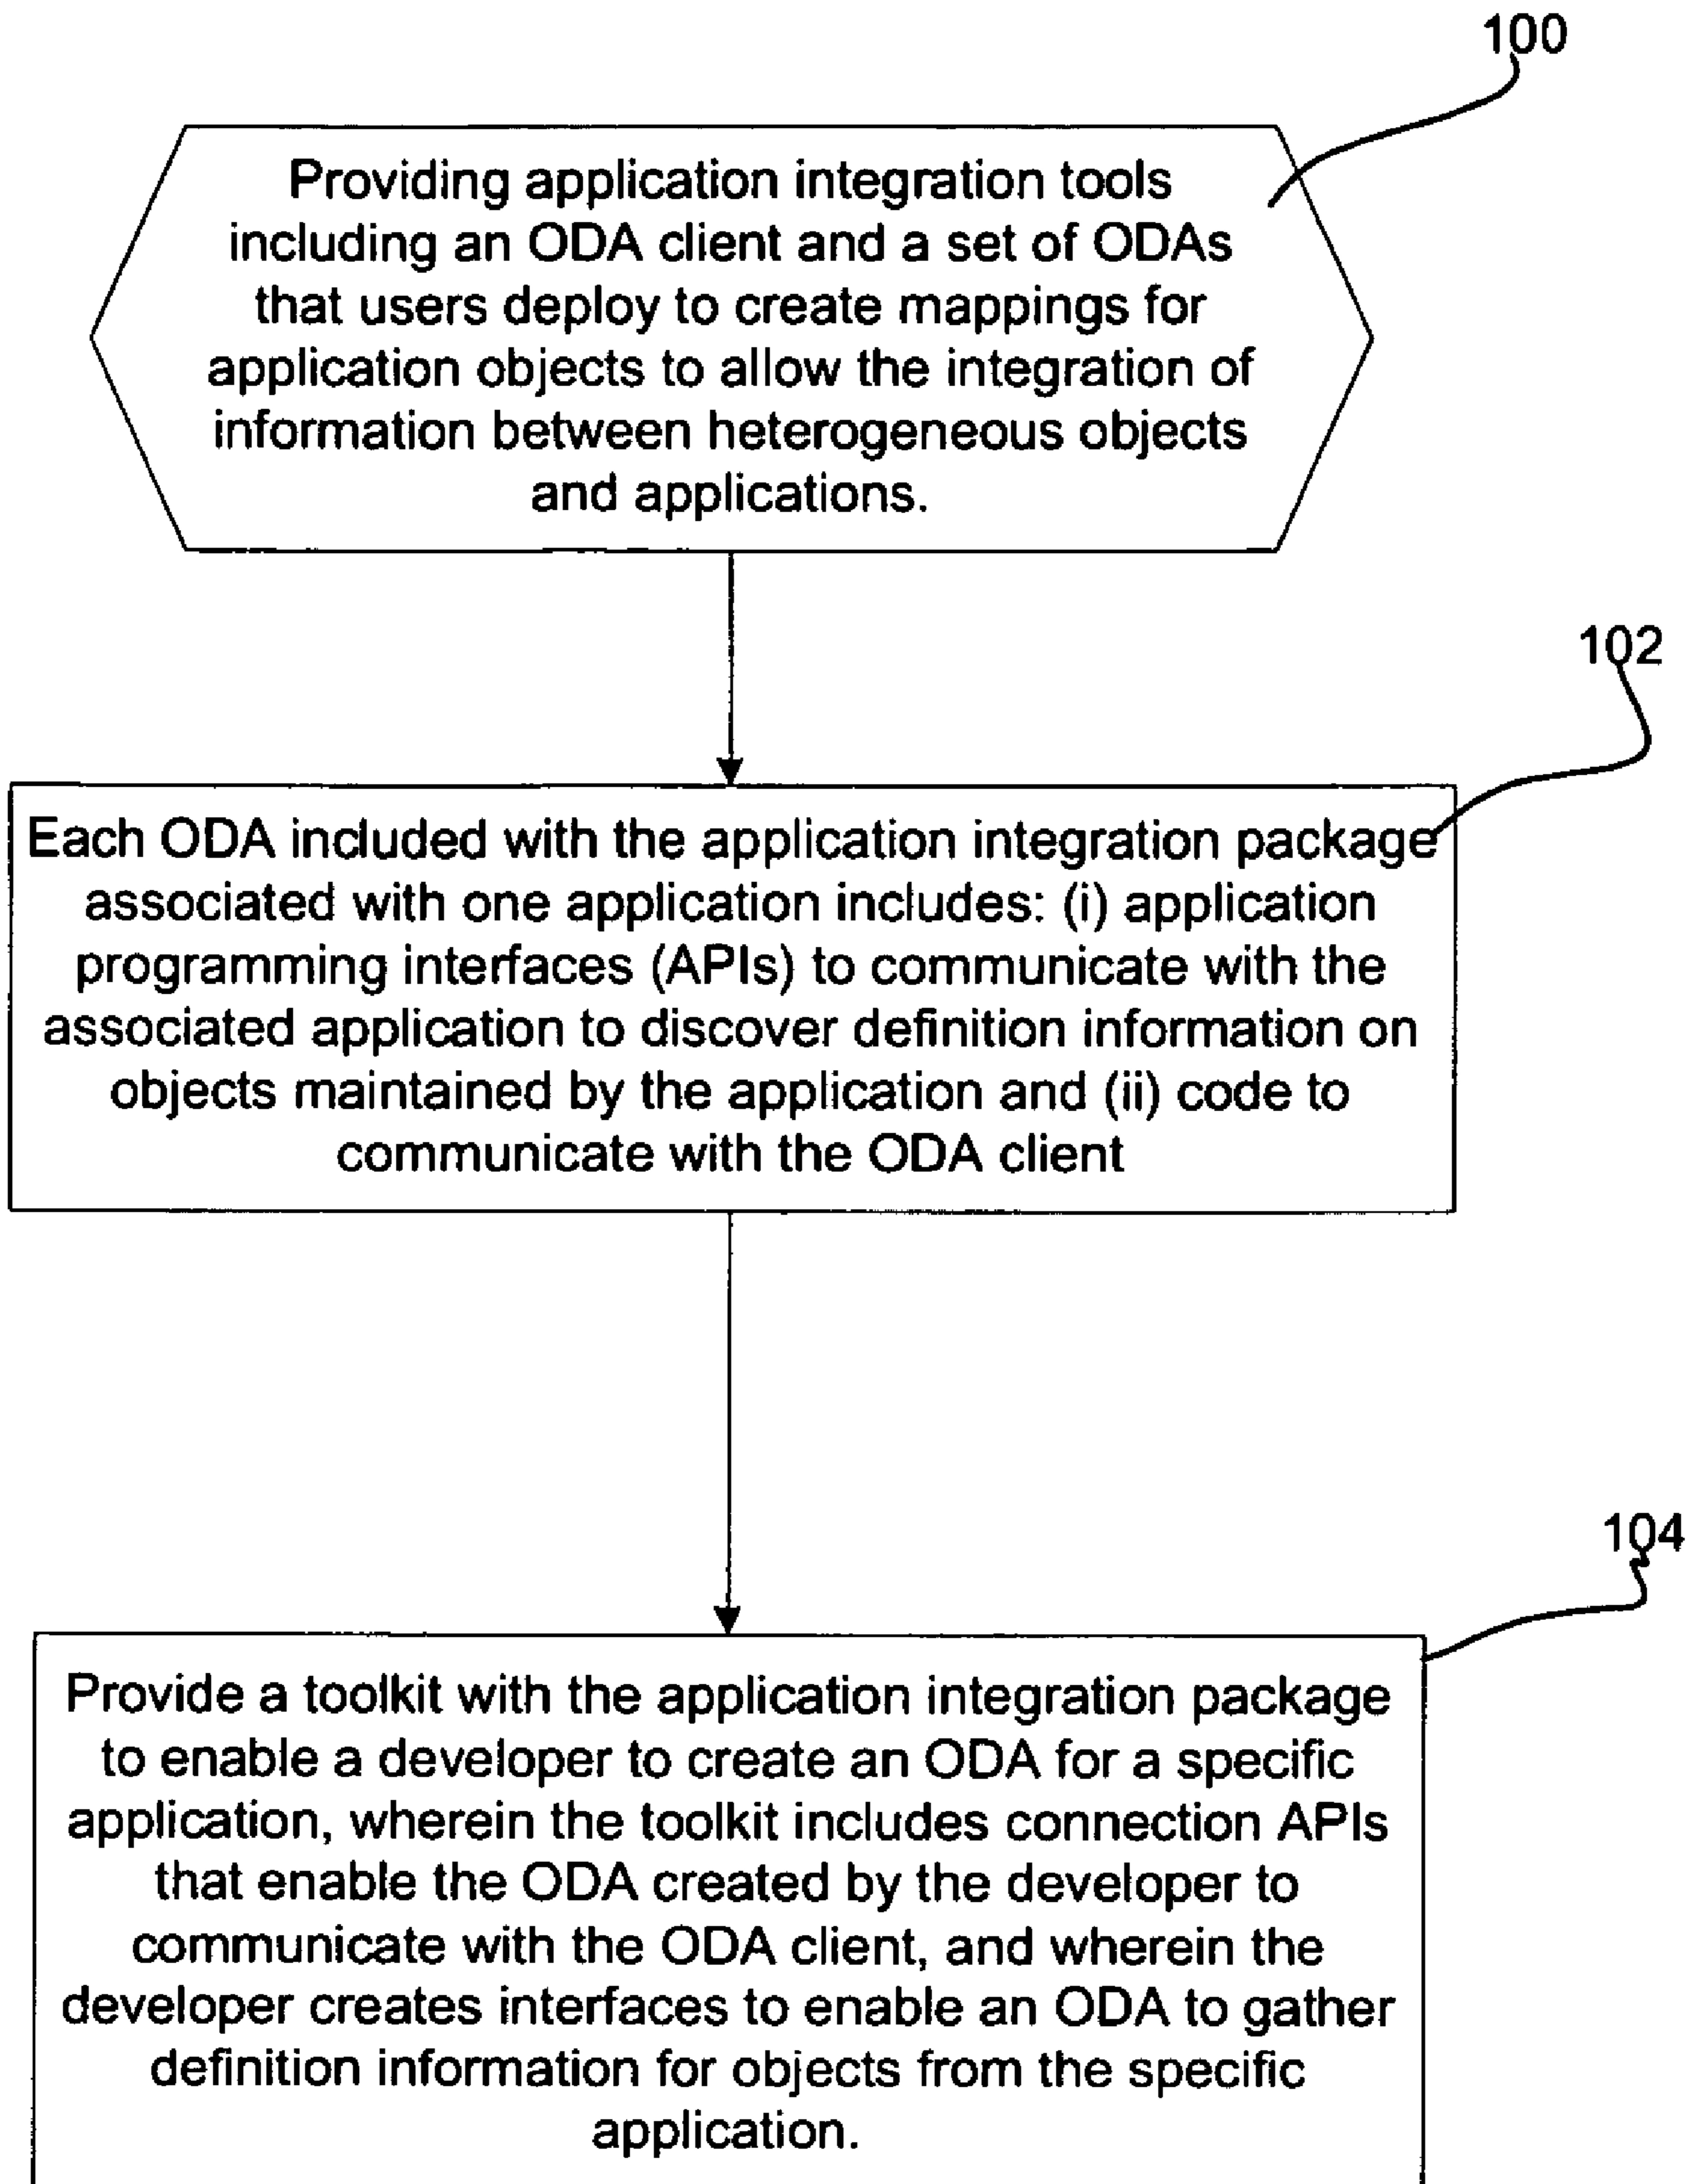 100
Providing application integration tools
including an ODA client and a set of ODAs
that users deploy to create mappings for
application objects to allow the integration of
information between heterogeneous objects
and applications.
102
Each ODA included with the application integration package
associated with one application includes: (i) application
programming interfaces (APIs) to communicate with the
associated application to discover definition information on
objects maintained by the application and (ii) code to
communicate with the ODA client
104
Provide a toolkit with the application integration package
to enable a developer to create an ODA for a specific
application, wherein the toolkit includes connection APIs
that enable the ODA created by the developer to
communicate with the ODA client, and wherein the
developer creates interfaces to enable an ODA to gather
definition information for objects from the specific
application.